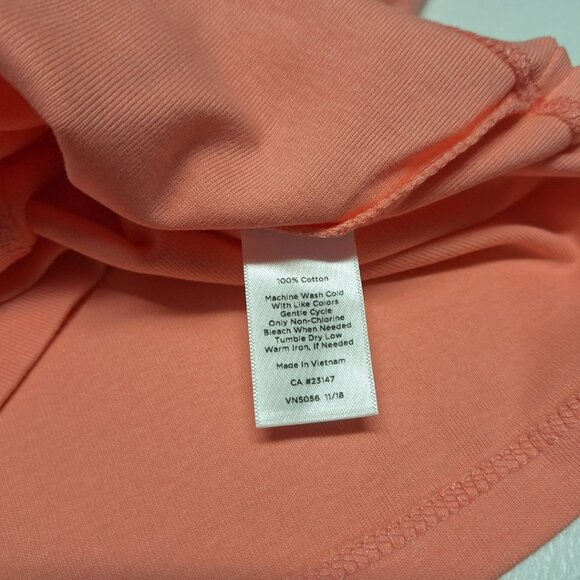 100% Cotton
Machine Wash Cold
With Like Colors
Gentle Cycle
Only Non-Chlorine
Bleach When Needed
Tumble Dry Low
Warm Iron, If Needed
Made in Vietnam
CA #23147
VN5056 11/18